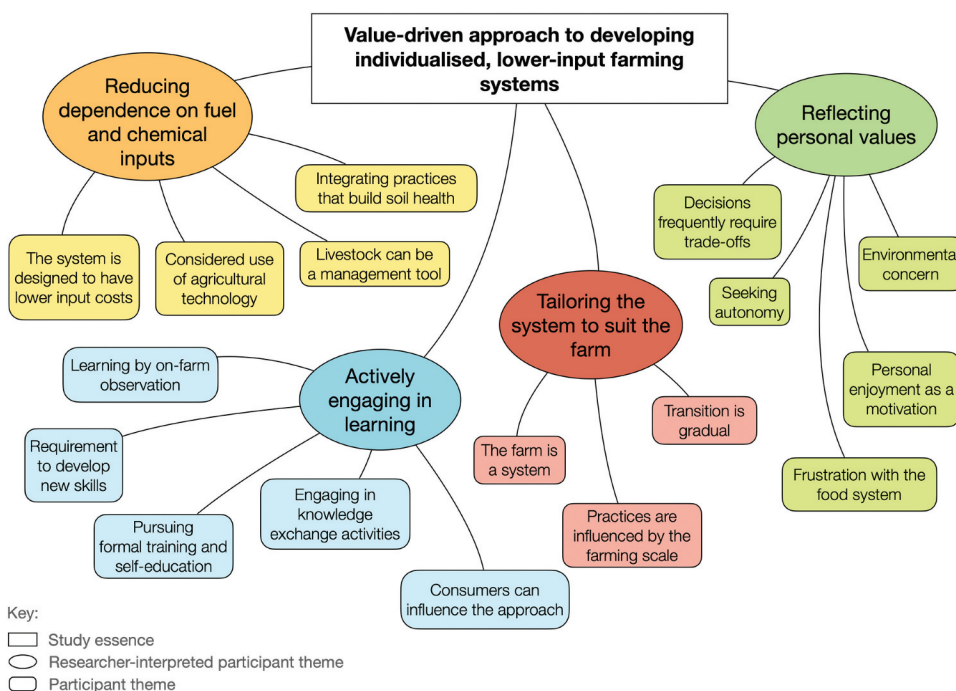 Value-driven approach to developing
individualised, lower-input farming
systems
Reducing
dependence on fuel
and chemical
inputs
Integrating practices
that build soil health
The system is
designed to have
lower input costs
Considered use
of agricultural
technology
Livestock can be
a management tool
Reflecting
personal values
Decisions
frequently require
trade-offs
Environmental
concern
Seeking
autonomy
Personal
enjoyment as a
motivation
Frustration with the
food system
Tailoring the
system to suit the
farm
Transition is
gradual
The farm is
a system
Practices are
influenced by the
farming scale
Actively
engaging in
learning
Learning by on-farm
observation
Requirement
to develop
new skills
Pursuing
formal training and
self-education
Engaging in
knowledge
exchange activities
Consumers can
influence the approach
Key:
Study essence
Researcher-interpreted participant theme
Participant theme